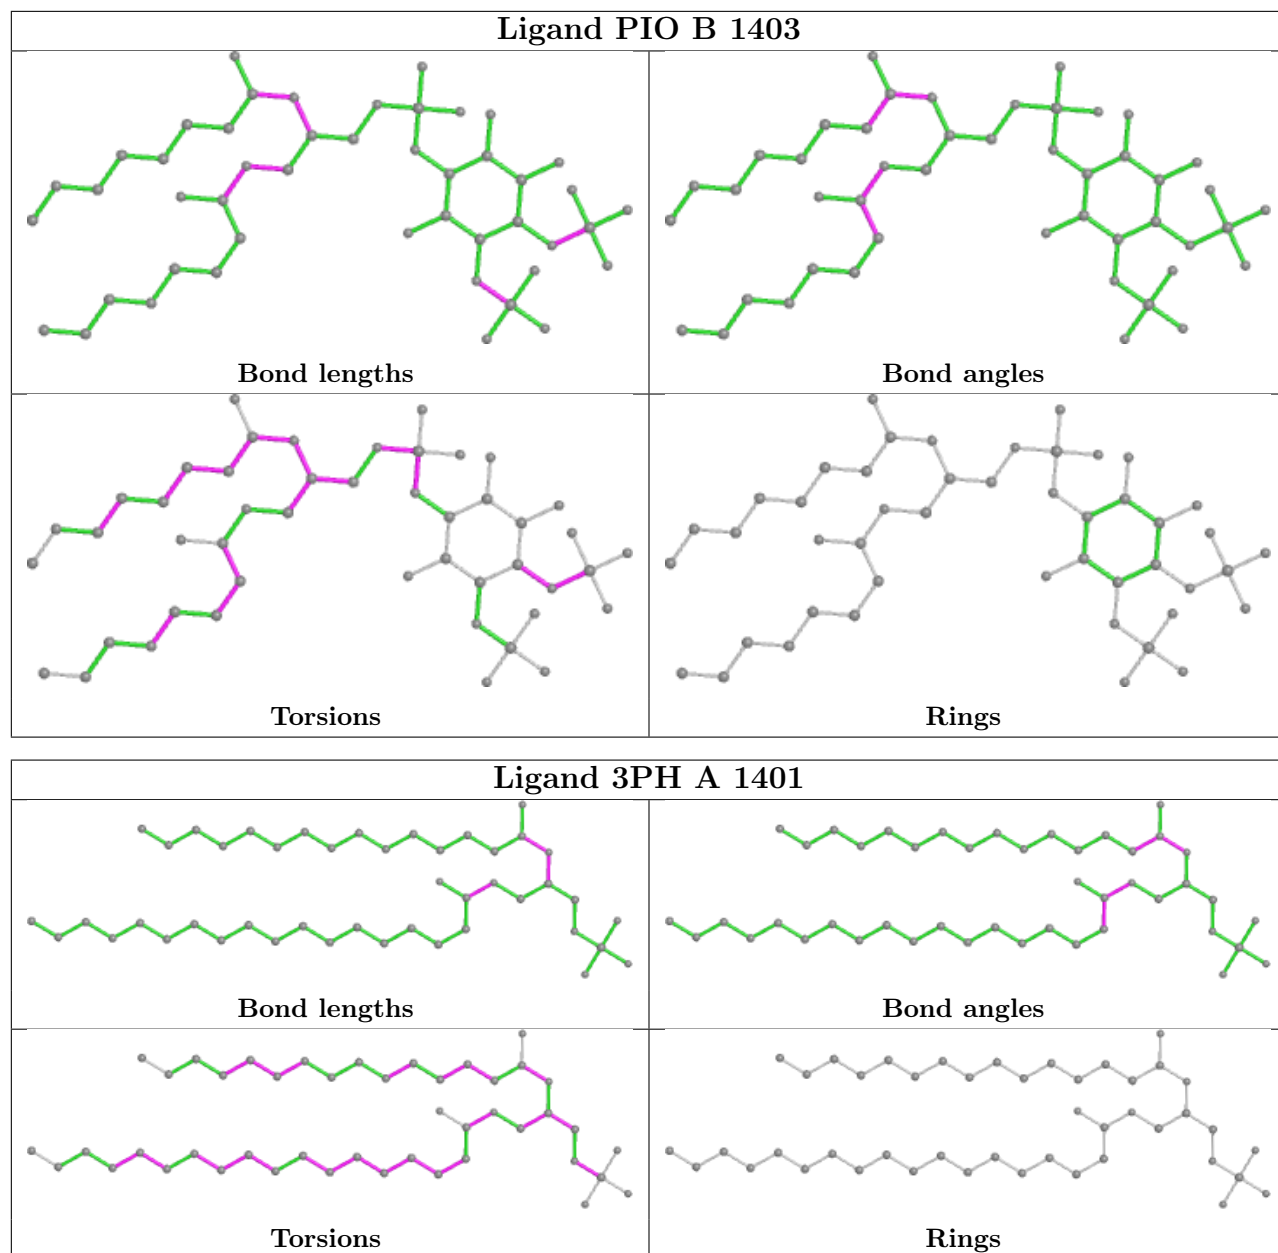 Ligand PIO B 1403
Bond lengths
Bond angles
Torsions
Rings
Ligand 3PH A 1401
Bond lengths
Bond angles
Torsions
Rings